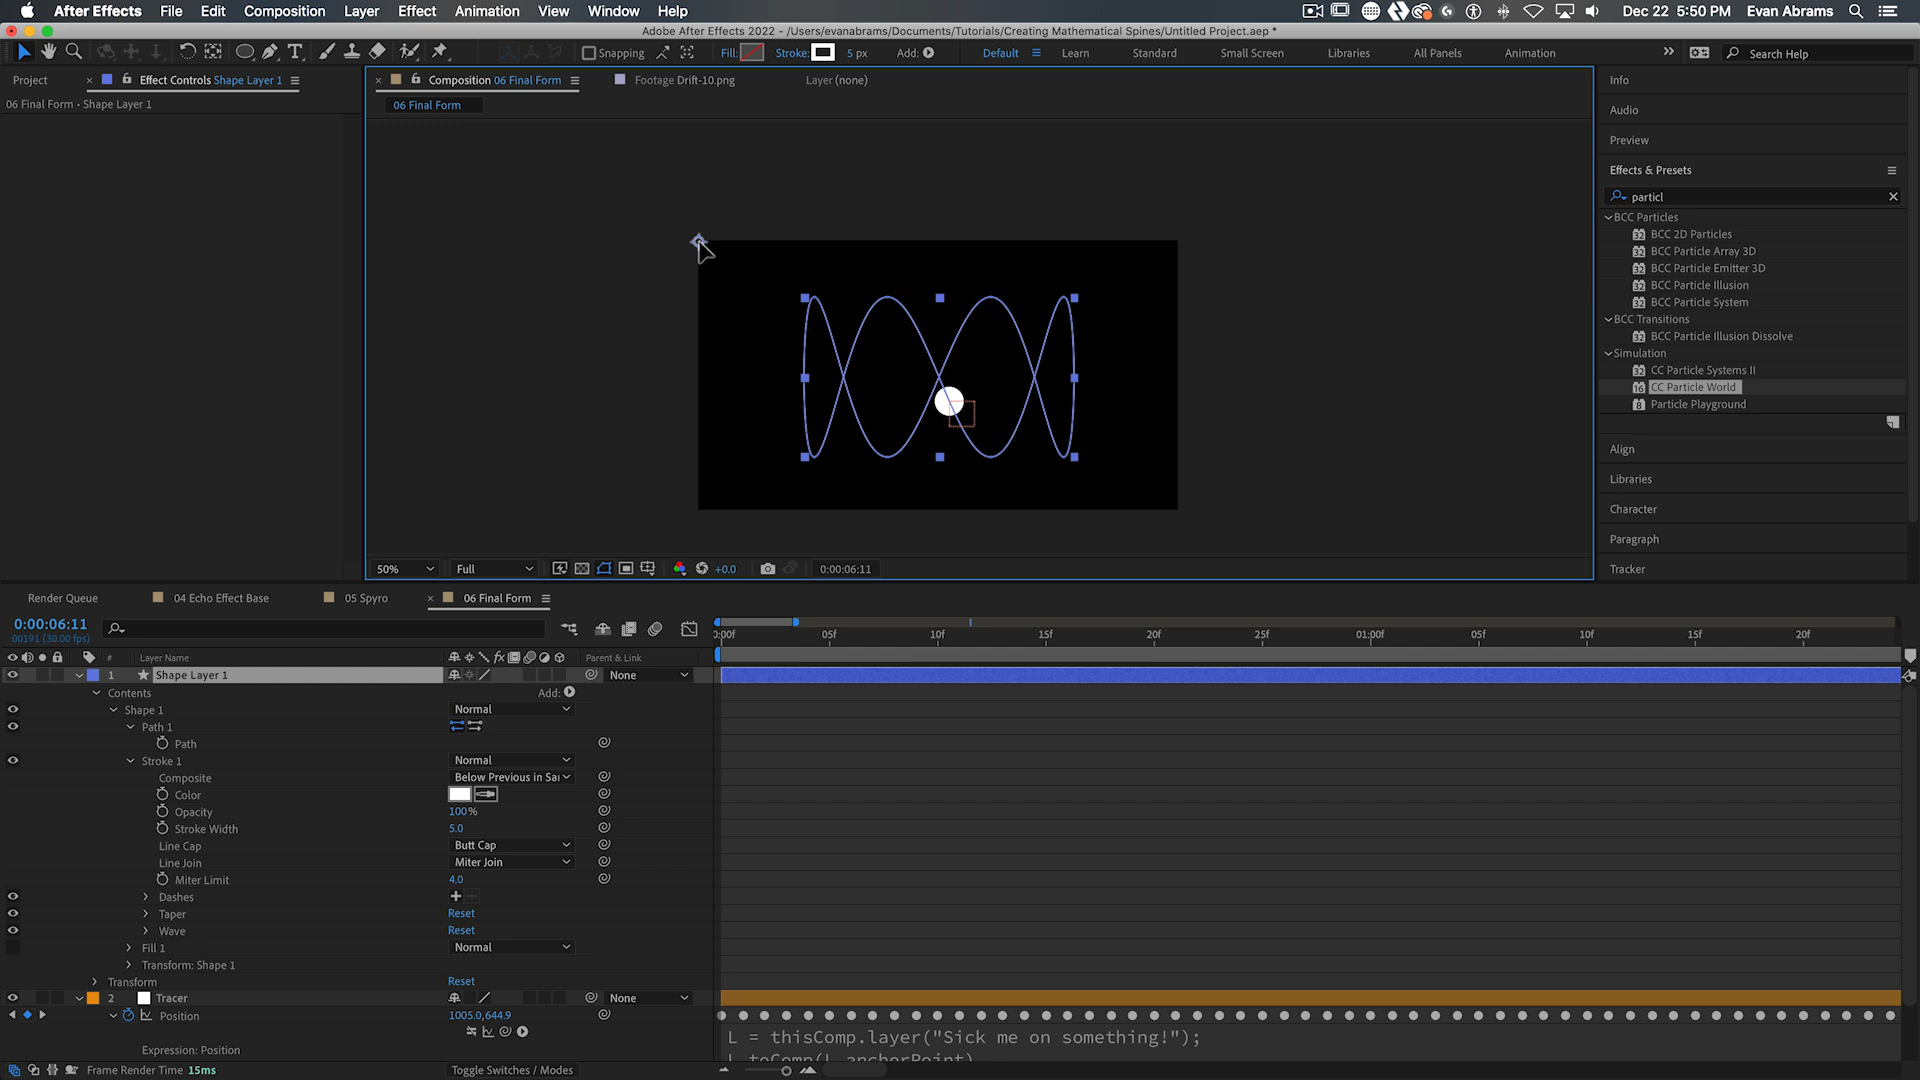 After Effects File Edit Composition Layer Effect Animation View Window Help Dec 22 5:50 PM Evan Abrams
Adobe After Effects 2022 - /Users/evanabrams/Documents/Tutorials/Creating Mathematical Spines/Untitled Project.aep *
Snapping Fill: Stroke: 5 px Add: Default Learn Standard Small Screen Libraries All Panels Animation Search Help
Project Effect Controls Shape Layer 1 Composition 06 Final Form Footage Drift-10.png Layer (none) Info
06 Final Form - Shape Layer 1 06 Final Form
Audio
Preview
Effects & Presets
particl
BCC Particles
32 BCC 2D Particles
32 BCC Particle Array 3D
32 BCC Particle Emitter 3D
32 BCC Particle Illusion
32 BCC Particle System
BCC Transitions
32 BCC Particle Illusion Dissolve
Simulation
32 CC Particle Systems II
16 CC Particle World
8 Particle Playground
Align
Libraries
Character
Paragraph
Tracker
50% Full +0.0 0:00:06:11
Render Queue 04 Echo Effect Base 05 Spyro 06 Final Form
0:00:06:11
00191 (30.00 fps)
0:00f 05f 10f 15f 20f 25f 01:00f 05f 10f 15f 20f
# Layer Name Parent & Link
1 Shape Layer 1 None
Contents Add:
Shape 1 Normal
Path 1
Path
Stroke 1 Normal
Composite Below Previous in Sa
Color
Opacity 100%
Stroke Width 5.0
Line Cap Butt Cap
Line Join Miter Join
Miter Limit 4.0
Dashes
Taper Reset
Wave Reset
Fill 1 Normal
Transform: Shape 1
Transform Reset
2 Tracer None
Position 1005.0,644.9
L = thisComp.layer("Sick me on something!");
Expression: Position L.toComp(L.anchorPoint)
Frame Render Time 15ms Toggle Switches / Modes